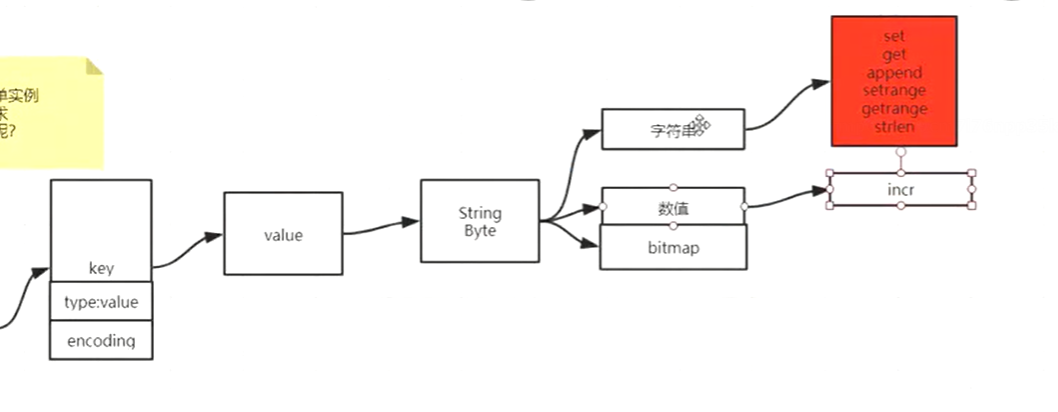 单实例
求
呢?
key
type:value
encoding
value
String
Byte
字符串
数值
bitmap
set
get
append
setrange
getrange
strlen
incr